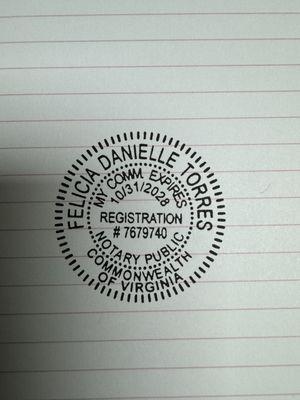 FELICIA DANIELLE TORRES
MY COMM. EXPIRES
10/31/2028
REGISTRATION
# 7679740
NOTARY PUBLIC
COMMONWEALTH
OF VIRGINIA